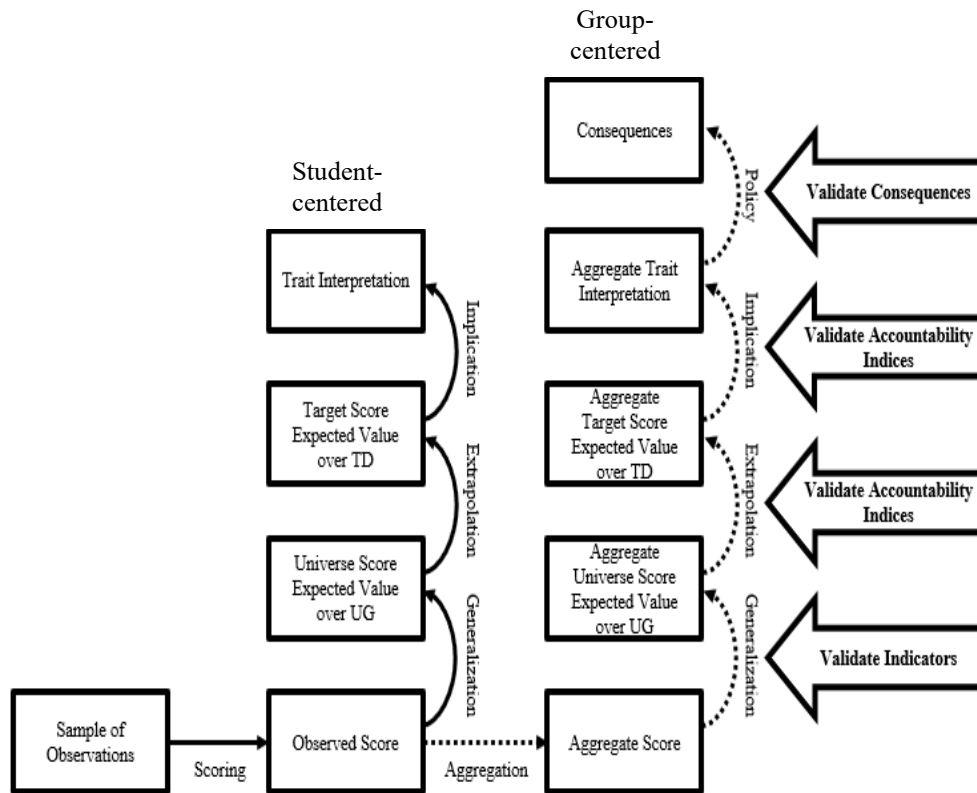 Group-
centered
Consequences
Policy
Validate Consequences
Student-
centered
Trait Interpretation
Implication
Aggregate Trait
Interpretation
Implication
Validate Accountability
Indices
Target Score
Expected Value
over TD
Extrapolation
Aggregate
Target Score
Expected Value
over TD
Extrapolation
Validate Accountability
Indices
Universe Score
Expected Value
over UG
Generalization
Aggregate
Universe Score
Expected Value
over UG
Generalization
Validate Indicators
Sample of
Observations
Scoring
Observed Score
Aggregation
Aggregate Score